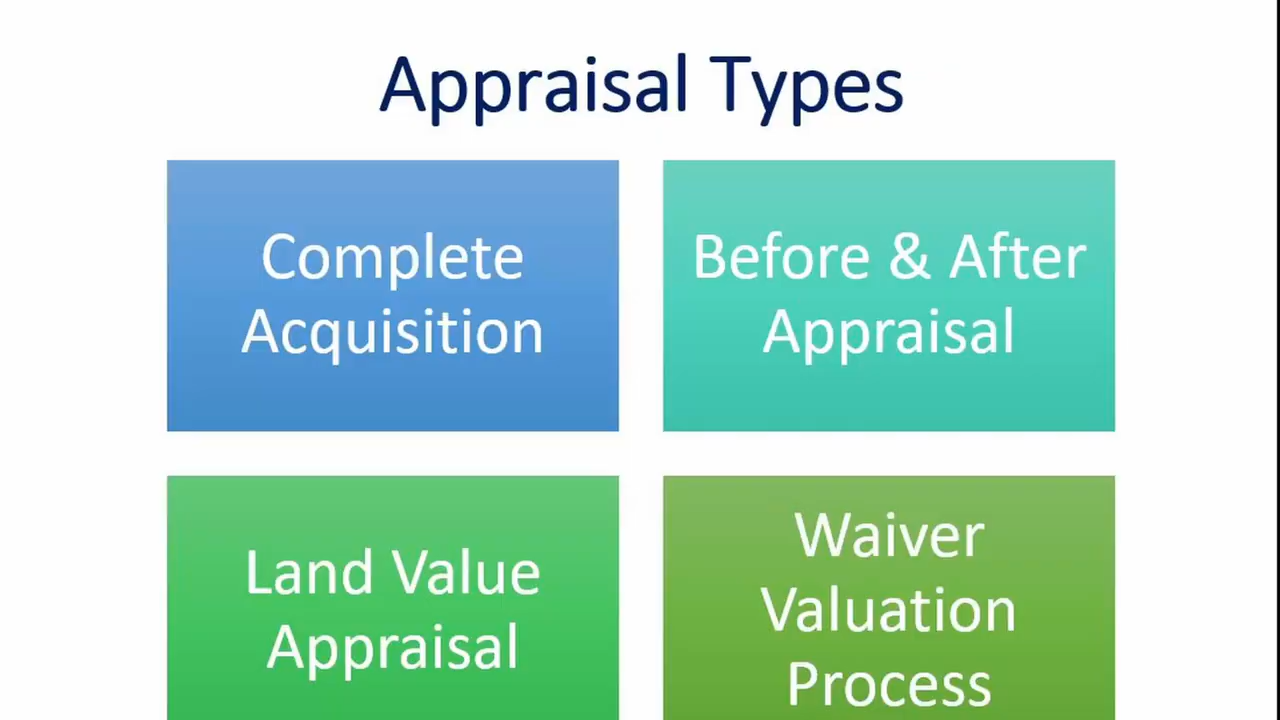 Appraisal Types
Complete
Acquisition
Before & After
Appraisal
Land Value
Appraisal
Waiver
Valuation
Process